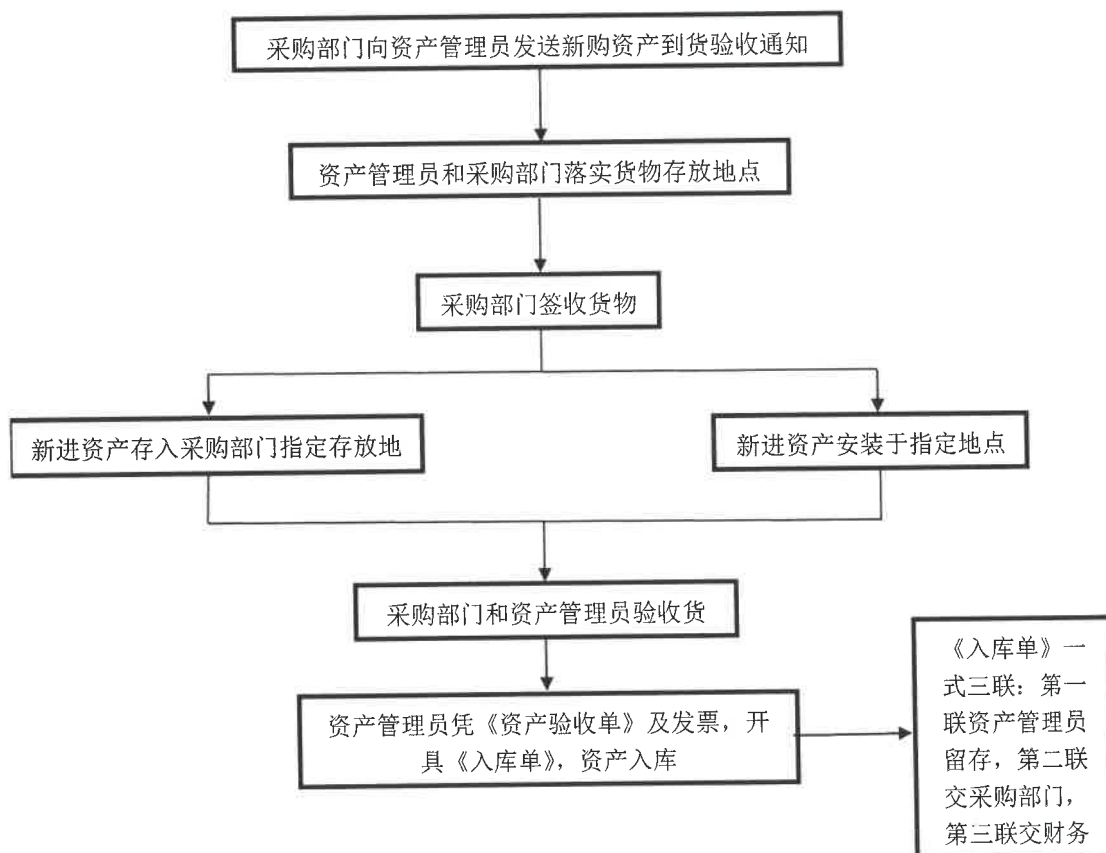 采购部门向资产管理员发送新购资产到货验收通知
资产管理员和采购部门落实货物存放地点
采购部门签收货物
新进资产存入采购部门指定存放地
新进资产安装于指定地点
采购部门和资产管理员验收货
资产管理员凭《资产验收单》及发票，开
具《入库单》，资产入库
《入库单》一
式三联：第一
联资产管理员
留存，第二联
交采购部门，
第三联交财务